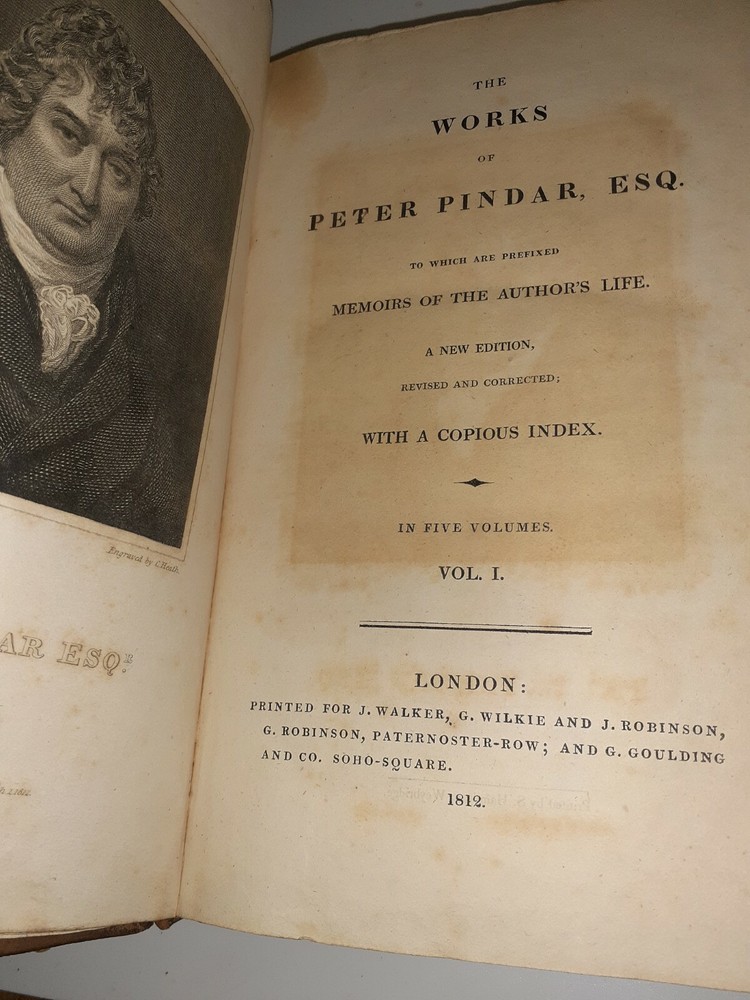 Engraved by C. Heath.
AR ESQ.R
THE
WORKS
OF
PETER PINDAR, ESQ.
TO WHICH ARE PREFIXED
MEMOIRS OF THE AUTHOR'S LIFE.
A NEW EDITION,
REVISED AND CORRECTED;
WITH A COPIOUS INDEX.
IN FIVE VOLUMES.
VOL. I.
LONDON:
PRINTED FOR J. WALKER, G. WILKIE AND J. ROBINSON,
G. ROBINSON, PATERNOSTER-ROW; AND G. GOULDING
AND CO. SOHO-SQUARE.
1812.